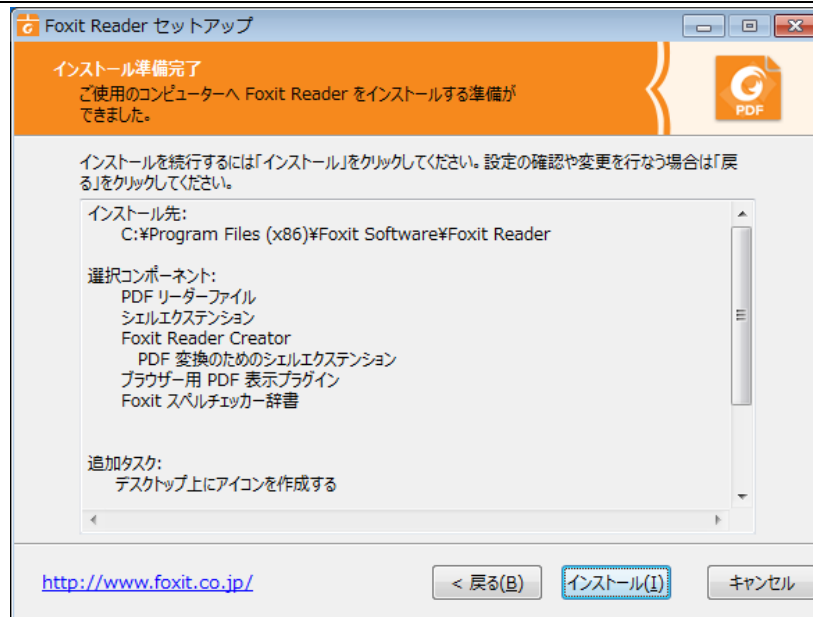 Foxit Reader セットアップ
インストール準備完了
ご使用のコンピューターへ Foxit Reader をインストールする準備が
できました。
PDF
インストールを続行するには「インストール」をクリックしてください。設定の確認や変更を行なう場合は「戻
る」をクリックしてください。
インストール先:
C:¥Program Files (x86)¥Foxit Software¥Foxit Reader
選択コンポーネント:
PDF リーダーファイル
シェルエクステンション
Foxit Reader Creator
PDF 変換のためのシェルエクステンション
ブラウザー用 PDF 表示プラグイン
Foxit スペルチェッカー辞書
追加タスク:
デスクトップ上にアイコンを作成する
http://www.foxit.co.jp/
< 戻る(B)
インストール(I)
キャンセル